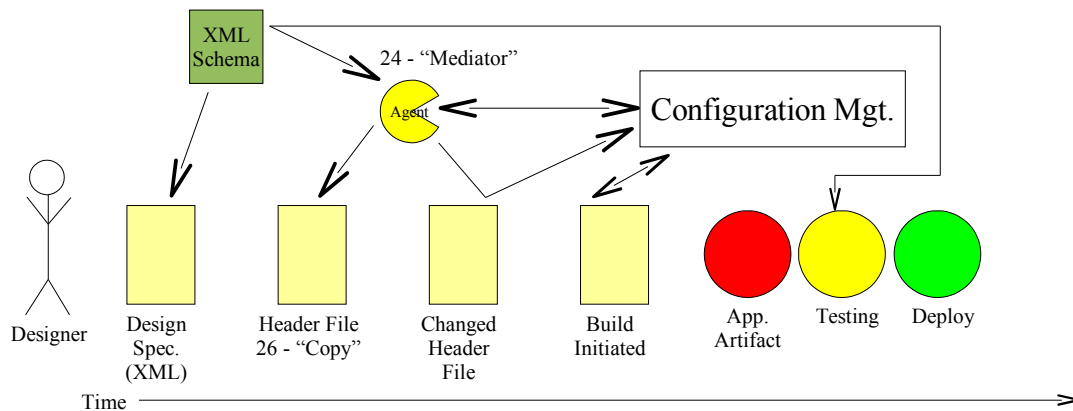 XML
Schema
24 - “Mediator”
Agent
Configuration Mgt.
Designer
Design
Spec.
(XML)
Header File
26 - “Copy”
Changed
Header
File
Build
Initiated
App.
Artifact
Testing
Deploy
Time